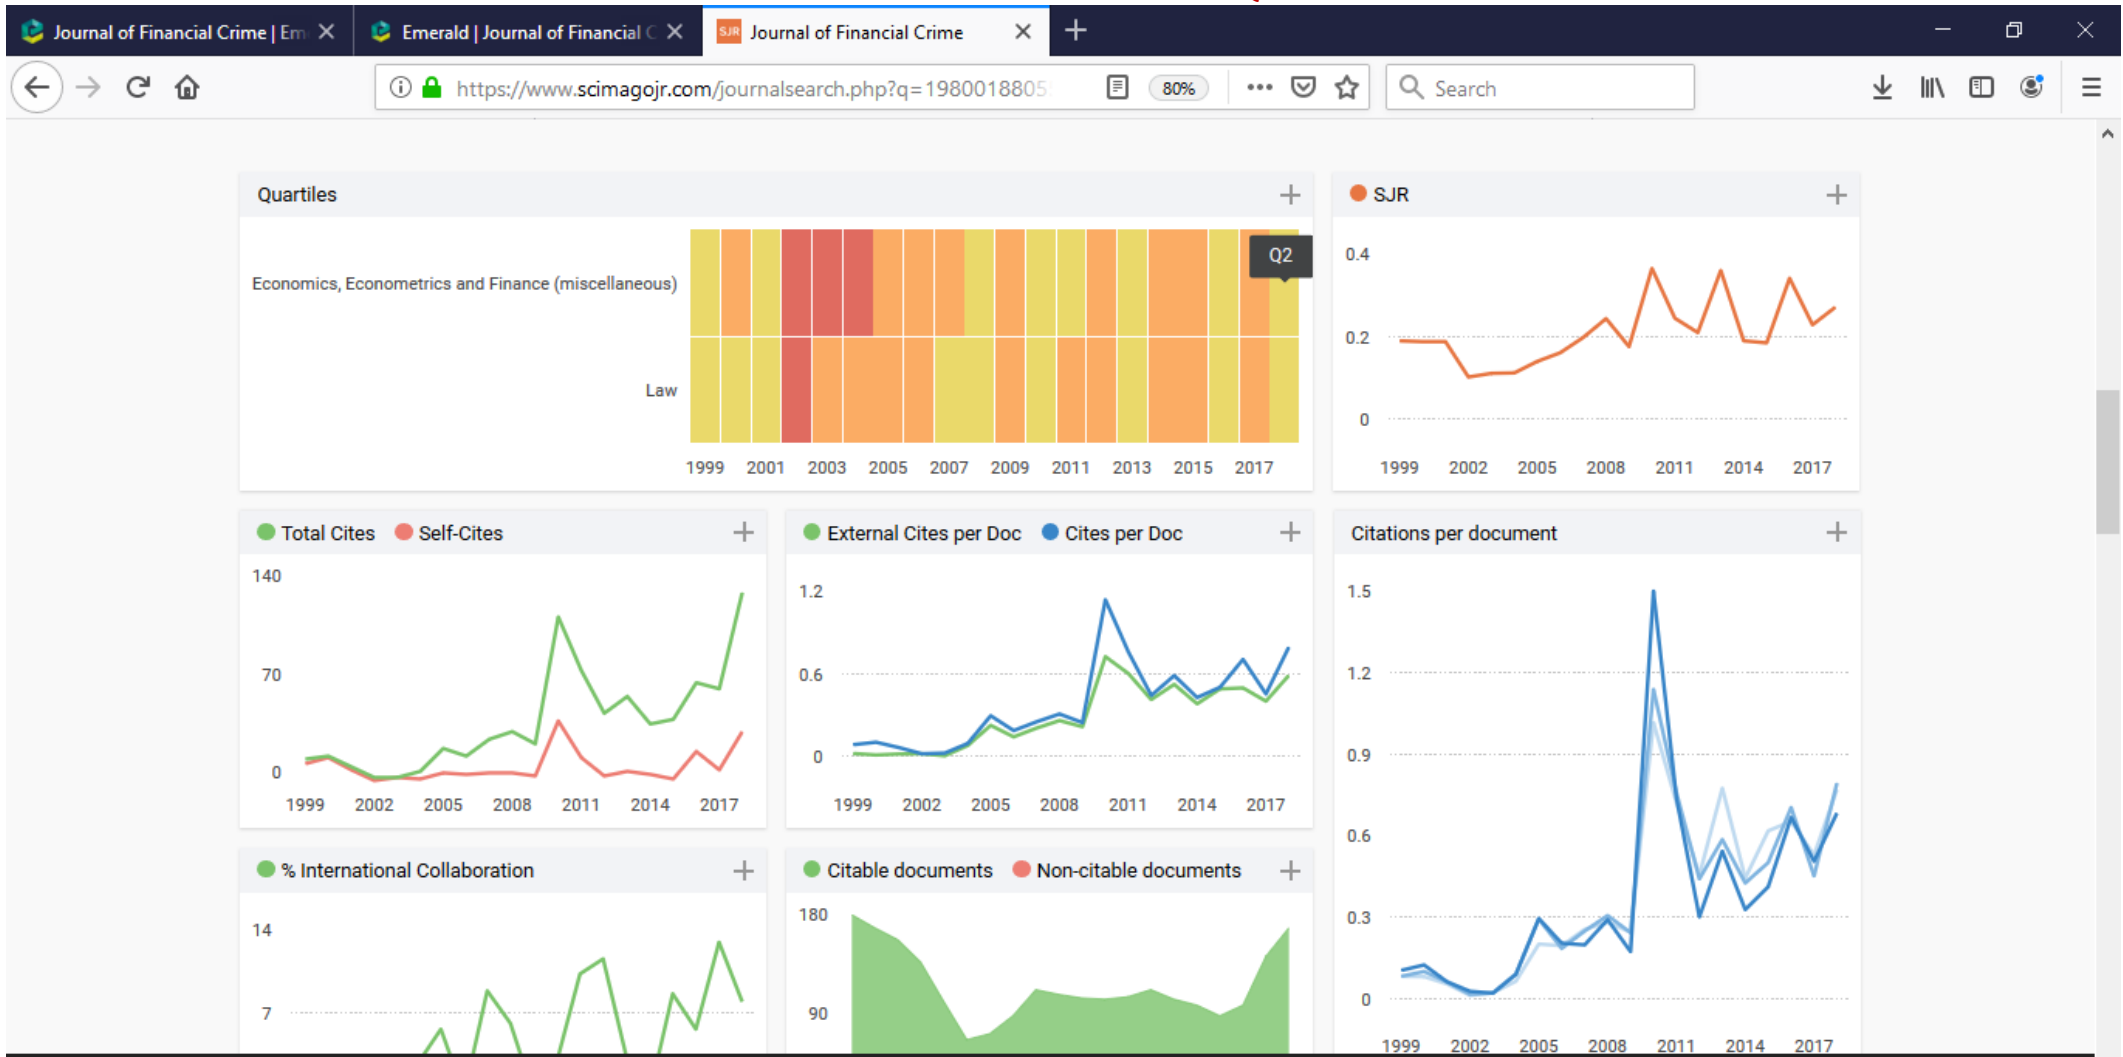 Journal of Financial Crime | Em
Emerald | Journal of Financial C
SJR Journal of Financial Crime
https://www.scimagojr.com/journalsearch.php?q=1980018805
80%
Search
Quartiles
Q2
Economics, Econometrics and Finance (miscellaneous)
Law
1999 2001 2003 2005 2007 2009 2011 2013 2015 2017
SJR
0.4
0.2
0
1999 2002 2005 2008 2011 2014 2017
Total Cites Self-Cites
140
70
0
1999 2002 2005 2008 2011 2014 2017
External Cites per Doc Cites per Doc
1.2
0.6
0
1999 2002 2005 2008 2011 2014 2017
Citations per document
1.5
1.2
0.9
0.6
0.3
0
1999 2002 2005 2008 2011 2014 2017
% International Collaboration
14
7
Citable documents Non-citable documents
180
90